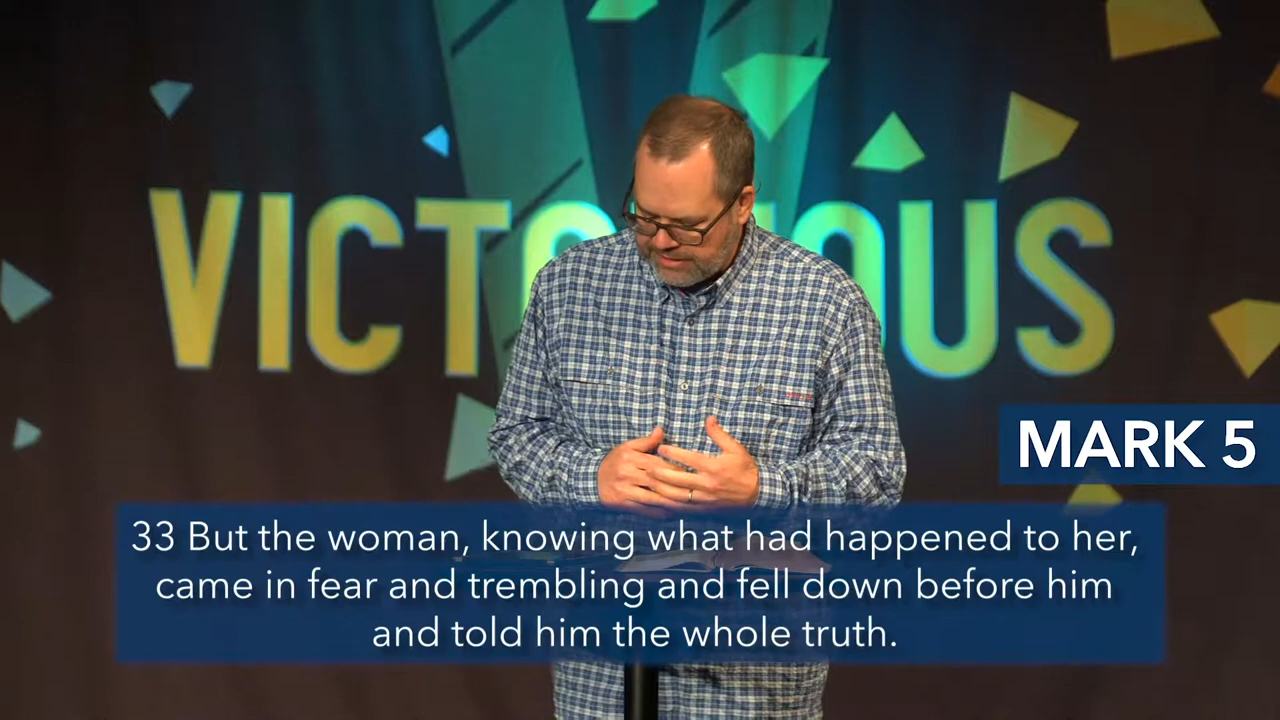 VICTORIOUS
MARK 5
33 But the woman, knowing what had happened to her,
came in fear and trembling and fell down before him
and told him the whole truth.